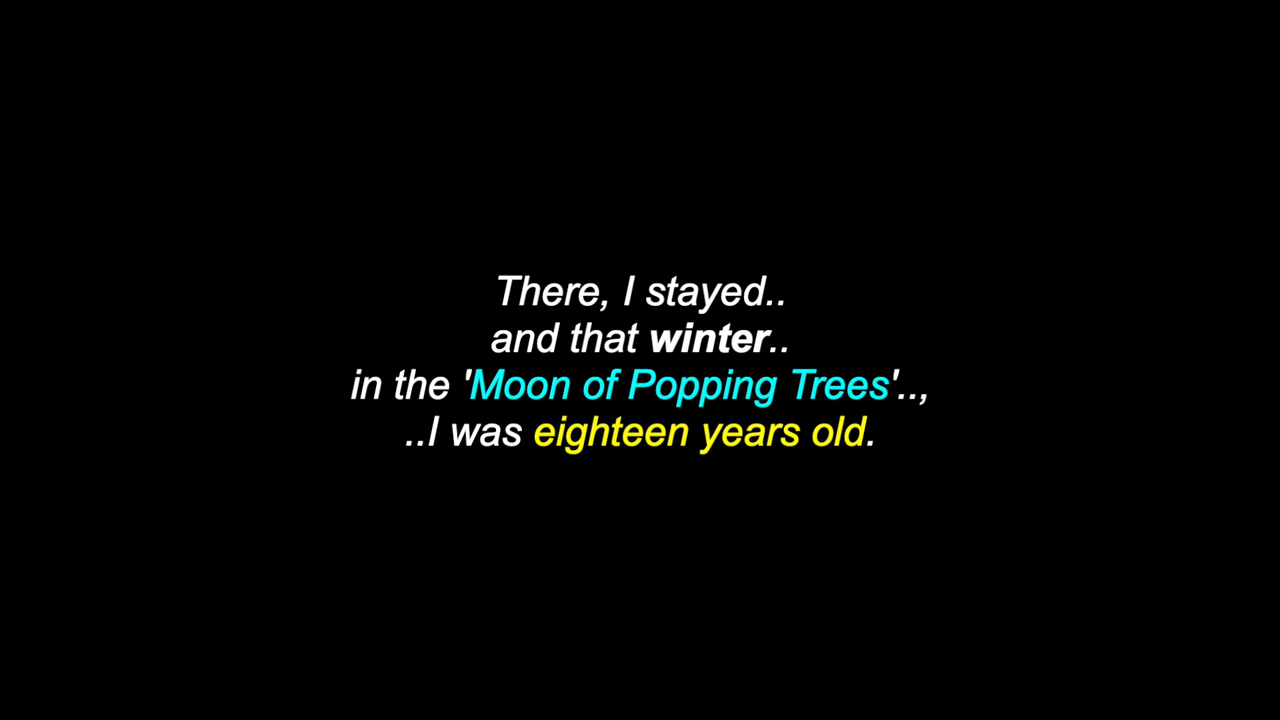 There, I stayed..
and that winter..
in the 'Moon of Popping Trees'..,
..I was eighteen years old.